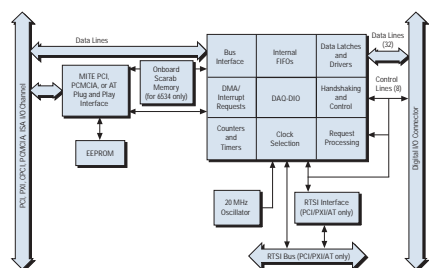 PCI, PXI, CPCI, PCMCIA, ISA I/O Channel
Data Lines
MITE PCI,
PCMCIA, or AT
Plug and Play
Interface
EEPROM
Onboard
Scarab
Memory
(for 6534 only)
Bus
Interface
Internal
FIFOs
Data Latches
and
Drivers
DMA/
Interrupt
Requests
DAQ-DIO
Handshaking
and
Control
Counters
and
Timers
Clock
Selection
Request
Processing
20 MHz
Oscillator
RTSI Interface
(PCI/PXI/AT only)
RTSI Bus (PCI/PXI/AT only)
Data Lines
(32)
Control
Lines (8)
Digital I/O Connector